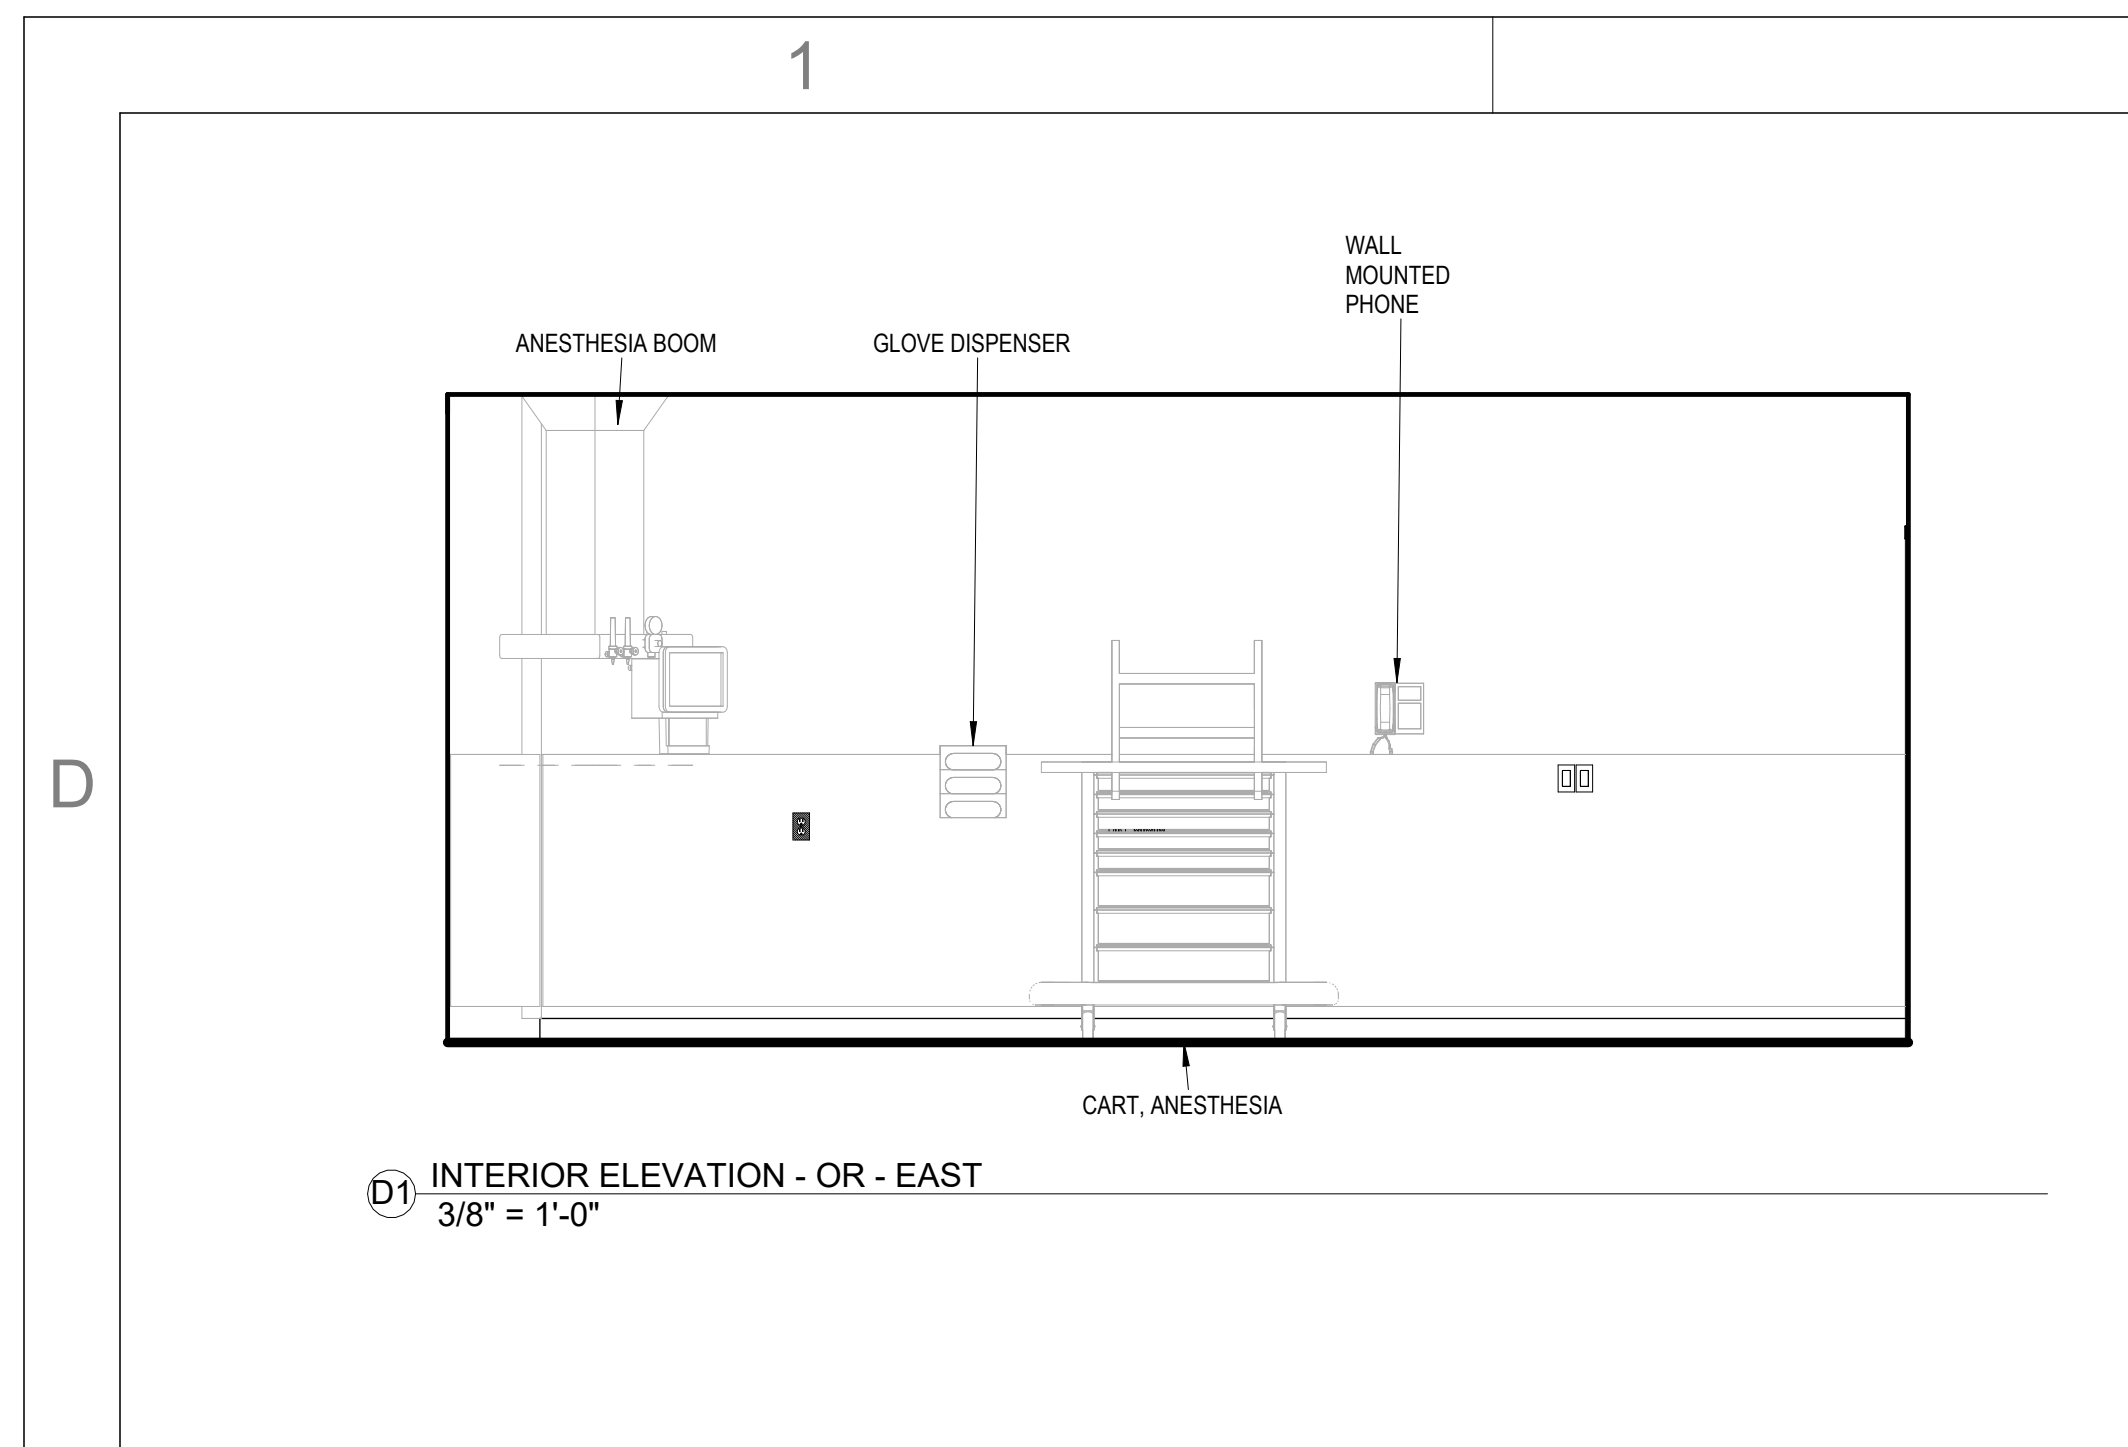 1
WALL
MOUNTED
PHONE
ANESTHESIA BOOM
GLOVE DISPENSER
D
CART, ANESTHESIA
D1
INTERIOR ELEVATION - OR - EAST
3/8" = 1'-0"